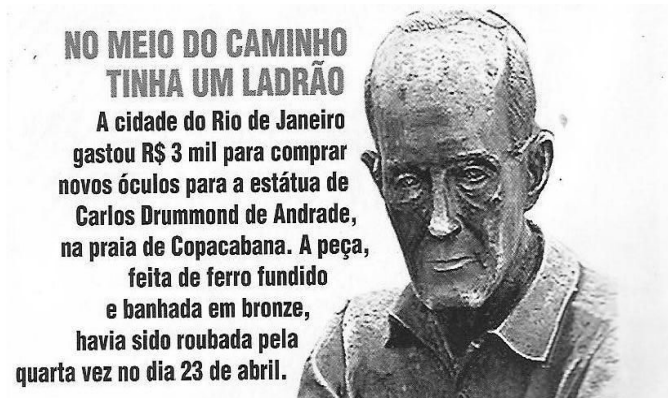 NO MEIO DO CAMINHO
TINHA UM LADRÃO
A cidade do Rio de Janeiro
gastou R$ 3 mil para comprar
novos óculos para a estátua de
Carlos Drummond de Andrade,
na praia de Copacabana. A peça,
feita de ferro fundido
e banhada em bronze,
havia sido roubada pela
quarta vez no dia 23 de abril.